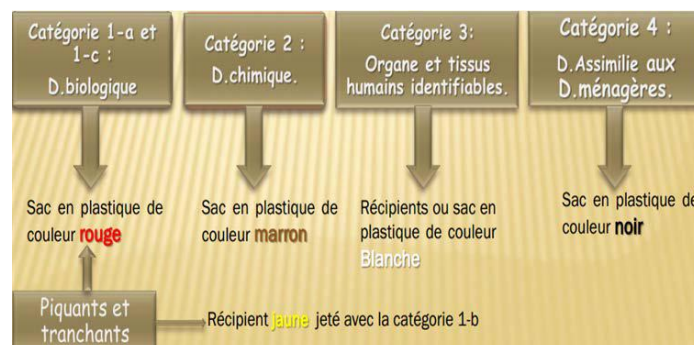 Catégorie 1-a et
1-c :
D.biologique
Catégorie 2 :
D.chimique.
Catégorie 3:
Organe et tissus
humains identifiables.
Catégorie 4 :
D.Assimilie aux
D.ménagères.
Sac en plastique de
couleur rouge
Sac en plastique de
couleur marron
Récipients ou sac en
plastique de couleur
Blanche
Sac en plastique de
couleur noir
Piquants et
tranchants
Récipient jaune jeté avec la catégorie 1-b